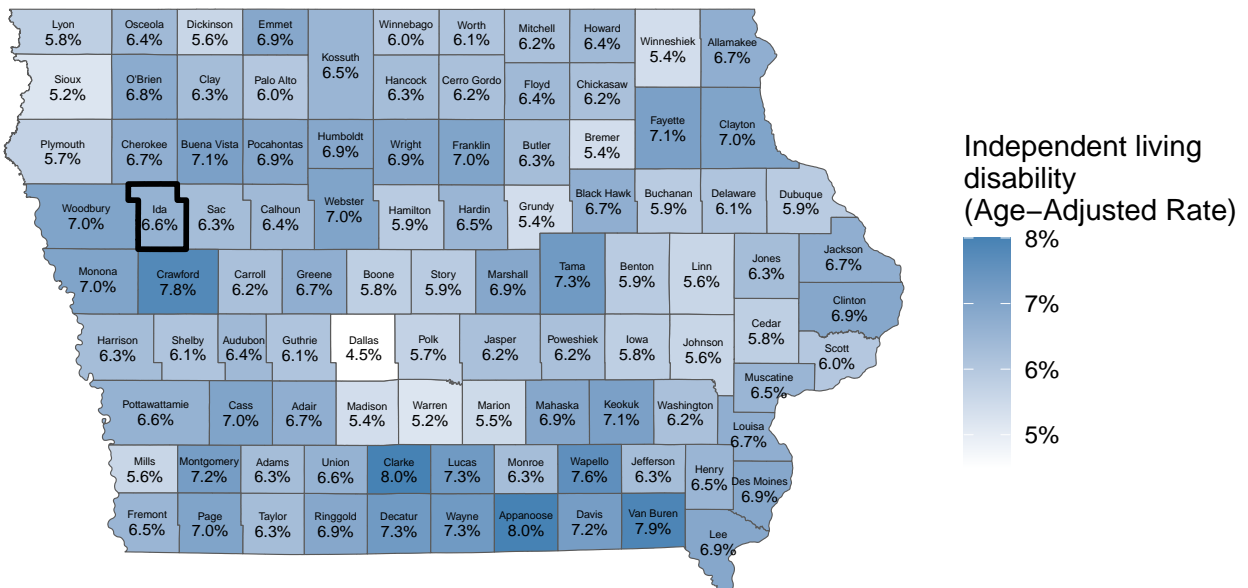 Lyon
5.8%
Osceola
6.4%
Dickinson
5.6%
Emmet
6.9%
Kossuth
6.5%
Winnebago
6.0%
Worth
6.1%
Mitchell
6.2%
Howard
6.4%
Winneshiek
5.4%
Allamakee
6.7%
Sioux
5.2%
O'Brien
6.8%
Clay
6.3%
Palo Alto
6.0%
Hancock
6.3%
Cerro Gordo
6.2%
Floyd
6.4%
Chickasaw
6.2%
Fayette
7.1%
Clayton
7.0%
Plymouth
5.7%
Cherokee
6.7%
Buena Vista
7.1%
Pocahontas
6.9%
Humboldt
6.9%
Wright
6.9%
Franklin
7.0%
Butler
6.3%
Bremer
5.4%
Woodbury
7.0%
Ida
6.6%
Sac
6.3%
Calhoun
6.4%
Webster
7.0%
Hamilton
5.9%
Hardin
6.5%
Grundy
5.4%
Black Hawk
6.7%
Buchanan
5.9%
Delaware
6.1%
Dubuque
5.9%
Monona
7.0%
Crawford
7.8%
Carroll
6.2%
Greene
6.7%
Boone
5.8%
Story
5.9%
Marshall
6.9%
Tama
7.3%
Benton
5.9%
Linn
5.6%
Jones
6.3%
Jackson
6.7%
Clinton
6.9%
Harrison
6.3%
Shelby
6.1%
Audubon
6.4%
Guthrie
6.1%
Dallas
4.5%
Polk
5.7%
Jasper
6.2%
Poweshiek
6.2%
Iowa
5.8%
Johnson
5.6%
Cedar
5.8%
Scott
6.0%
Muscatine
6.5%
Pottawattamie
6.6%
Cass
7.0%
Adair
6.7%
Madison
5.4%
Warren
5.2%
Marion
5.5%
Mahaska
6.9%
Keokuk
7.1%
Washington
6.2%
Louisa
6.7%
Mills
5.6%
Montgomery
7.2%
Adams
6.3%
Union
6.6%
Clarke
8.0%
Lucas
7.3%
Monroe
6.3%
Wapello
7.6%
Jefferson
6.3%
Henry
6.5%
Des Moines
6.9%
Fremont
6.5%
Page
7.0%
Taylor
6.3%
Ringgold
6.9%
Decatur
7.3%
Wayne
7.3%
Appanoose
8.0%
Davis
7.2%
Van Buren
7.9%
Lee
6.9%
Independent living
disability
(Age−Adjusted Rate)
8%
7%
6%
5%